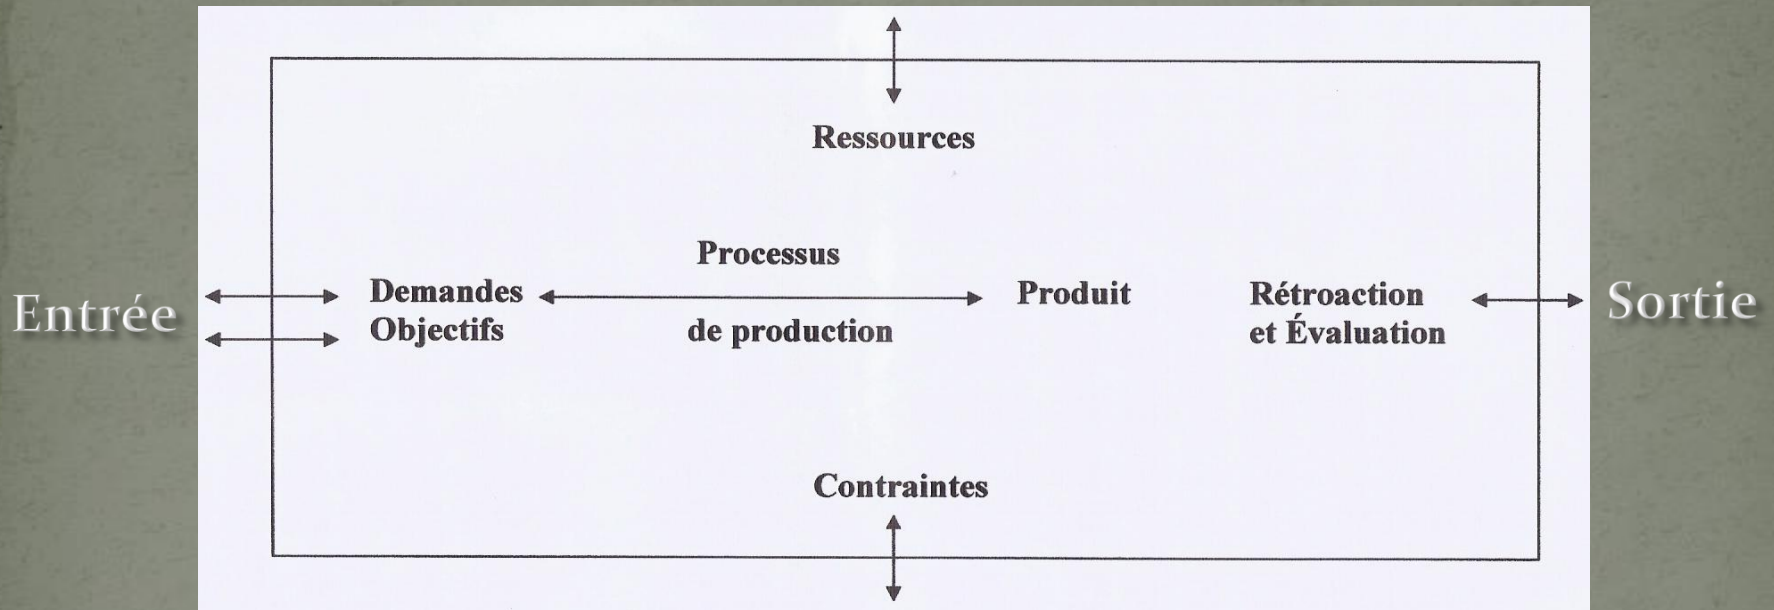 Ressources
Entrée
Demandes
Objectifs
Processus
de production
Produit
Rétroaction
et Évaluation
Sortie
Contraintes